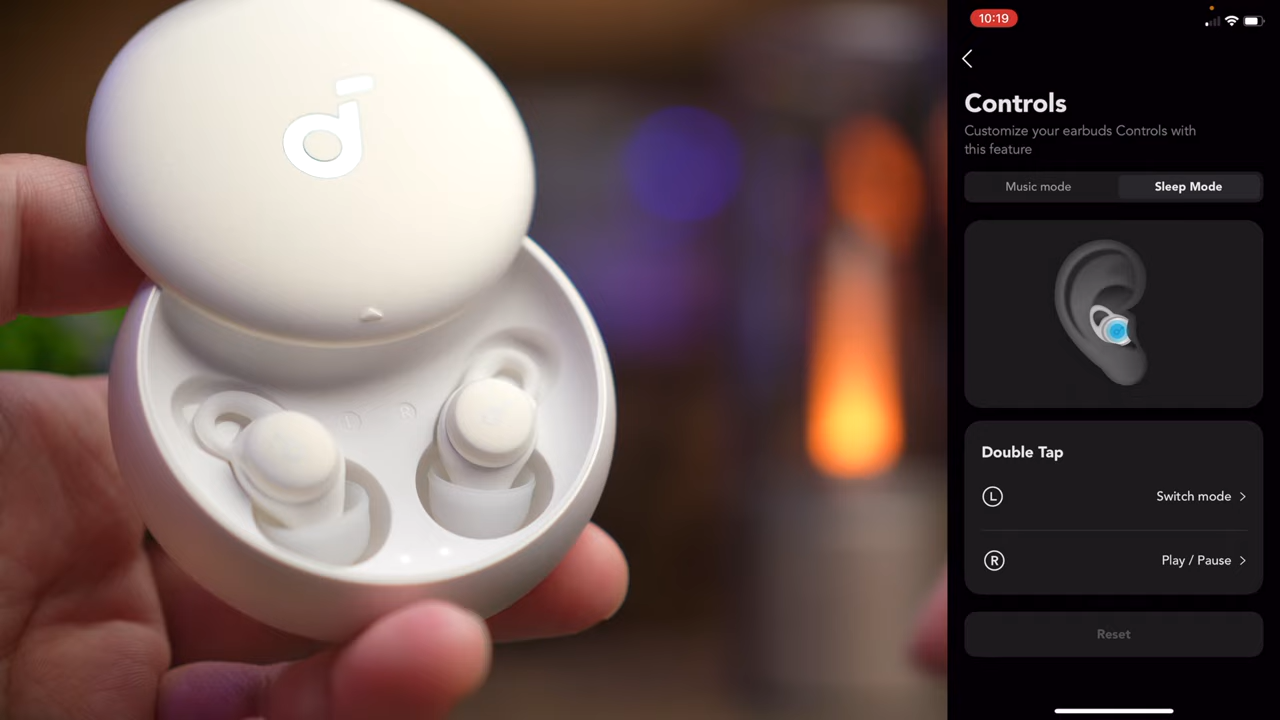 L
R
10:19
Controls
Customize your earbuds Controls with
this feature
Music mode
Sleep Mode
Double Tap
L
Switch mode
R
Play / Pause
Reset